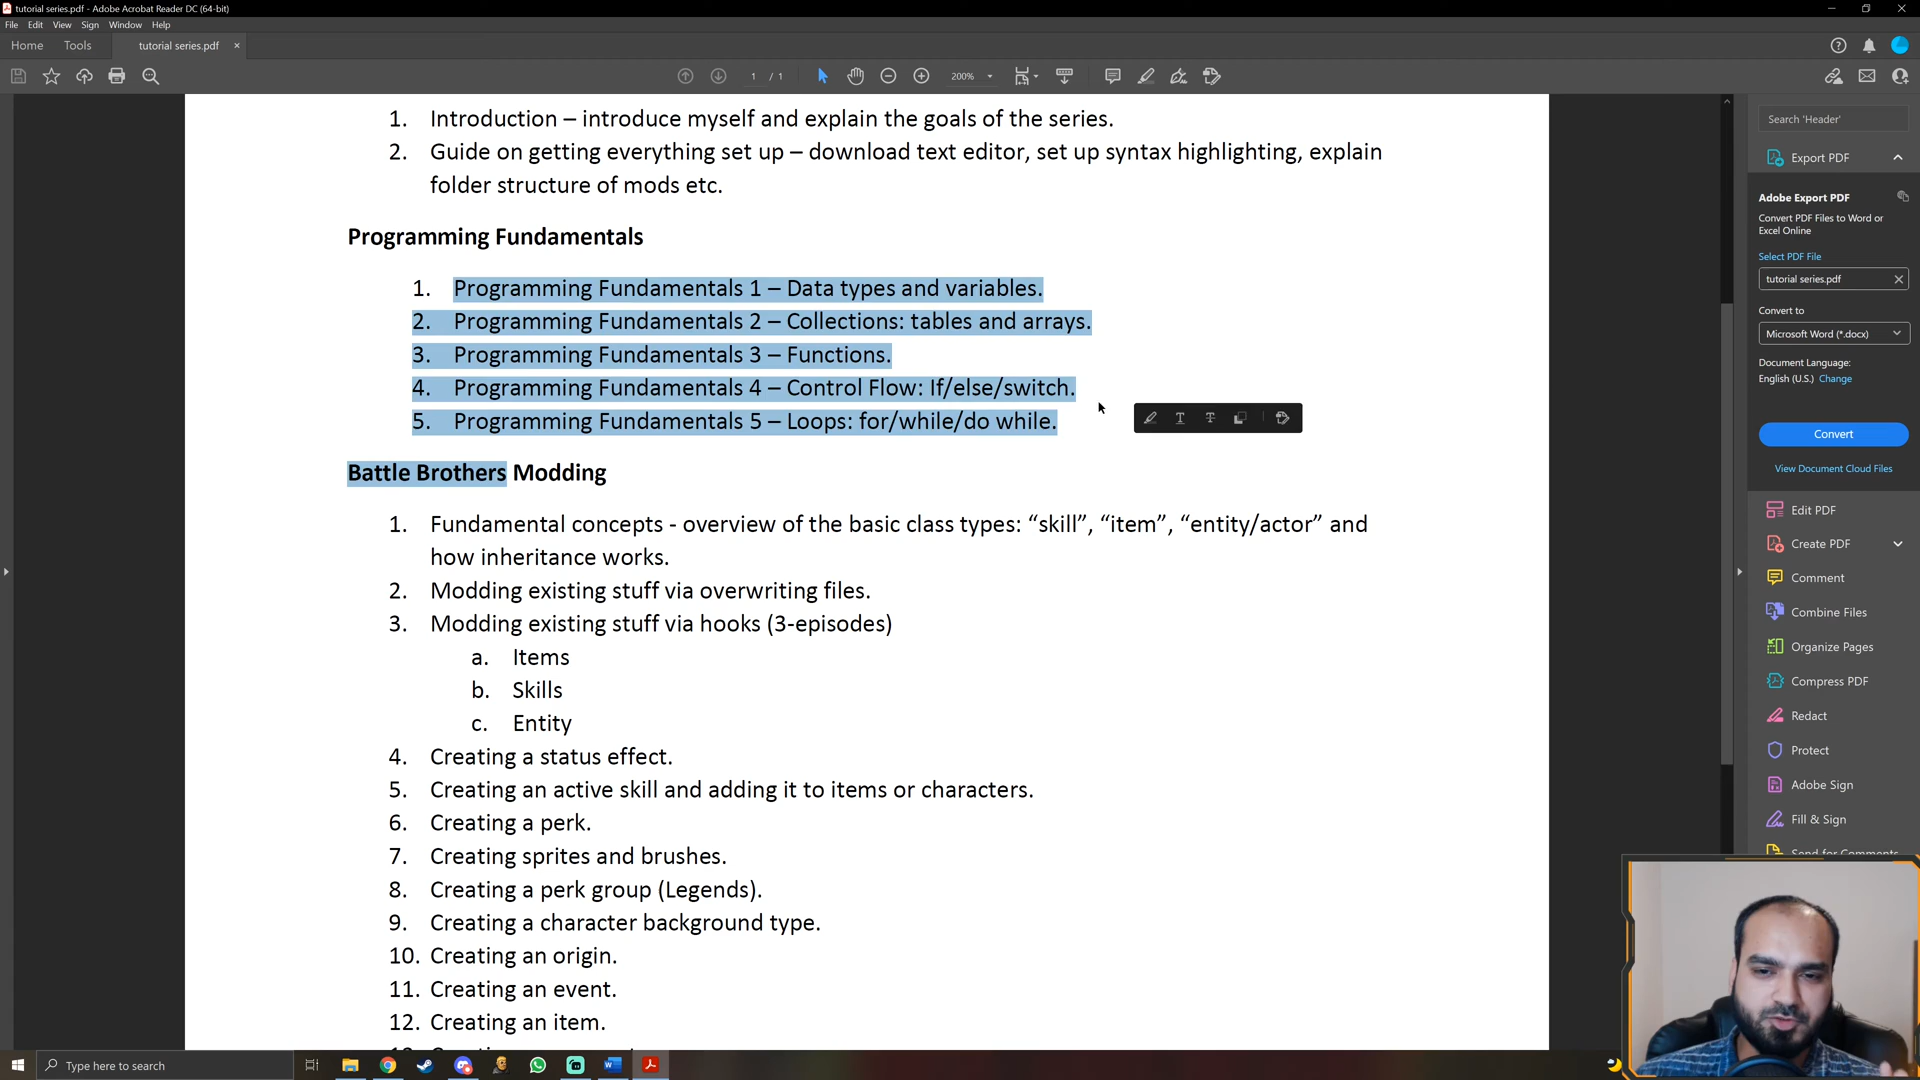 tutorial series.pdf - Adobe Acrobat Reader DC (64-bit)
File Edit View Sign Window Help
Home Tools tutorial series.pdf ×
1 / 1 200%
1. Introduction – introduce myself and explain the goals of the series.
2. Guide on getting everything set up – download text editor, set up syntax highlighting, explain
folder structure of mods etc.
Programming Fundamentals
1. Programming Fundamentals 1 – Data types and variables.
2. Programming Fundamentals 2 – Collections: tables and arrays.
3. Programming Fundamentals 3 – Functions.
4. Programming Fundamentals 4 – Control Flow: If/else/switch.
5. Programming Fundamentals 5 – Loops: for/while/do while.
Battle Brothers Modding
1. Fundamental concepts - overview of the basic class types: “skill”, “item”, “entity/actor” and
how inheritance works.
2. Modding existing stuff via overwriting files.
3. Modding existing stuff via hooks (3-episodes)
a. Items
b. Skills
c. Entity
4. Creating a status effect.
5. Creating an active skill and adding it to items or characters.
6. Creating a perk.
7. Creating sprites and brushes.
8. Creating a perk group (Legends).
9. Creating a character background type.
10. Creating an origin.
11. Creating an event.
12. Creating an item.
Search 'Header'
Export PDF
Adobe Export PDF
Convert PDF Files to Word or
Excel Online
Select PDF File
tutorial series.pdf
Convert to
Microsoft Word (*.docx)
Document Language:
English (U.S.) Change
Convert
View Document Cloud Files
Edit PDF
Create PDF
Comment
Combine Files
Organize Pages
Compress PDF
Redact
Protect
Adobe Sign
Fill & Sign
Send for Comments
Type here to search